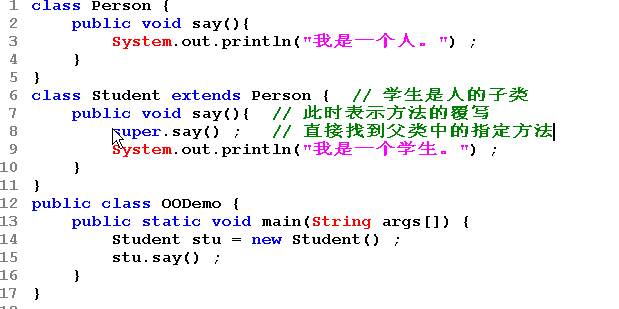 1 class Person {
2     public void say(){
3         System.out.println("我是一个人。") ;
4     }
5 }
6 class Student extends Person {  // 学生是人的子类
7     public void say(){  // 此时表示方法的覆写
8         super.say() ;   // 直接找到父类中的指定方法
9         System.out.println("我是一个学生。") ;
10     }
11 }
12 public class OODemo {
13     public static void main(String args[]) {
14         Student stu = new Student() ;
15         stu.say() ;
16     }
17 }